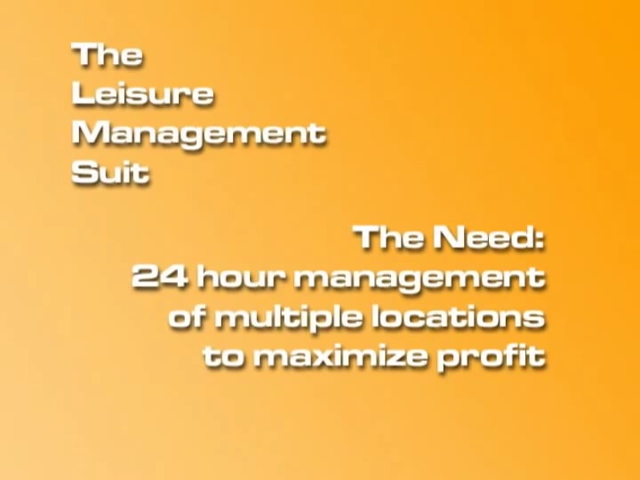 The
Leisure
Management
Suit
The Need:
24 hour management
of multiple locations
to maximize profit